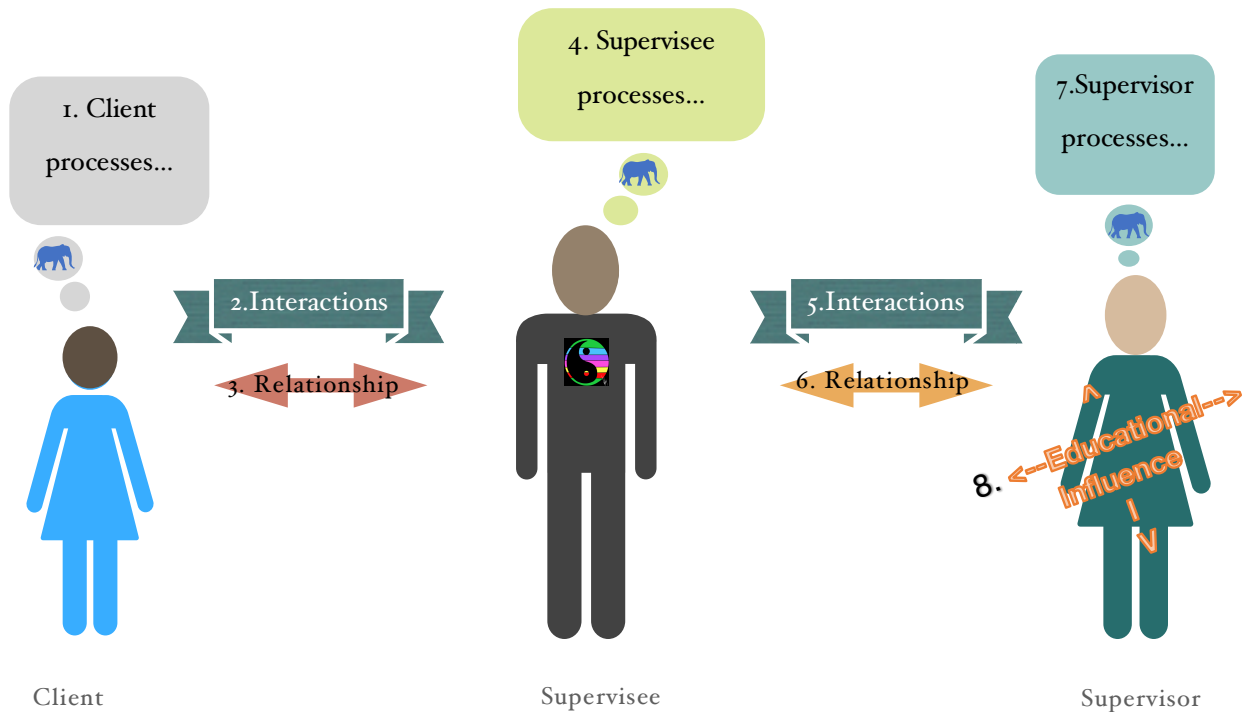 1. Client
processes...
2.Interactions
3. Relationship
4. Supervisee
processes...
5.Interactions
6. Relationship
7.Supervisor
processes...
8. <--Educational-->
Influence
Client
Supervisee
Supervisor